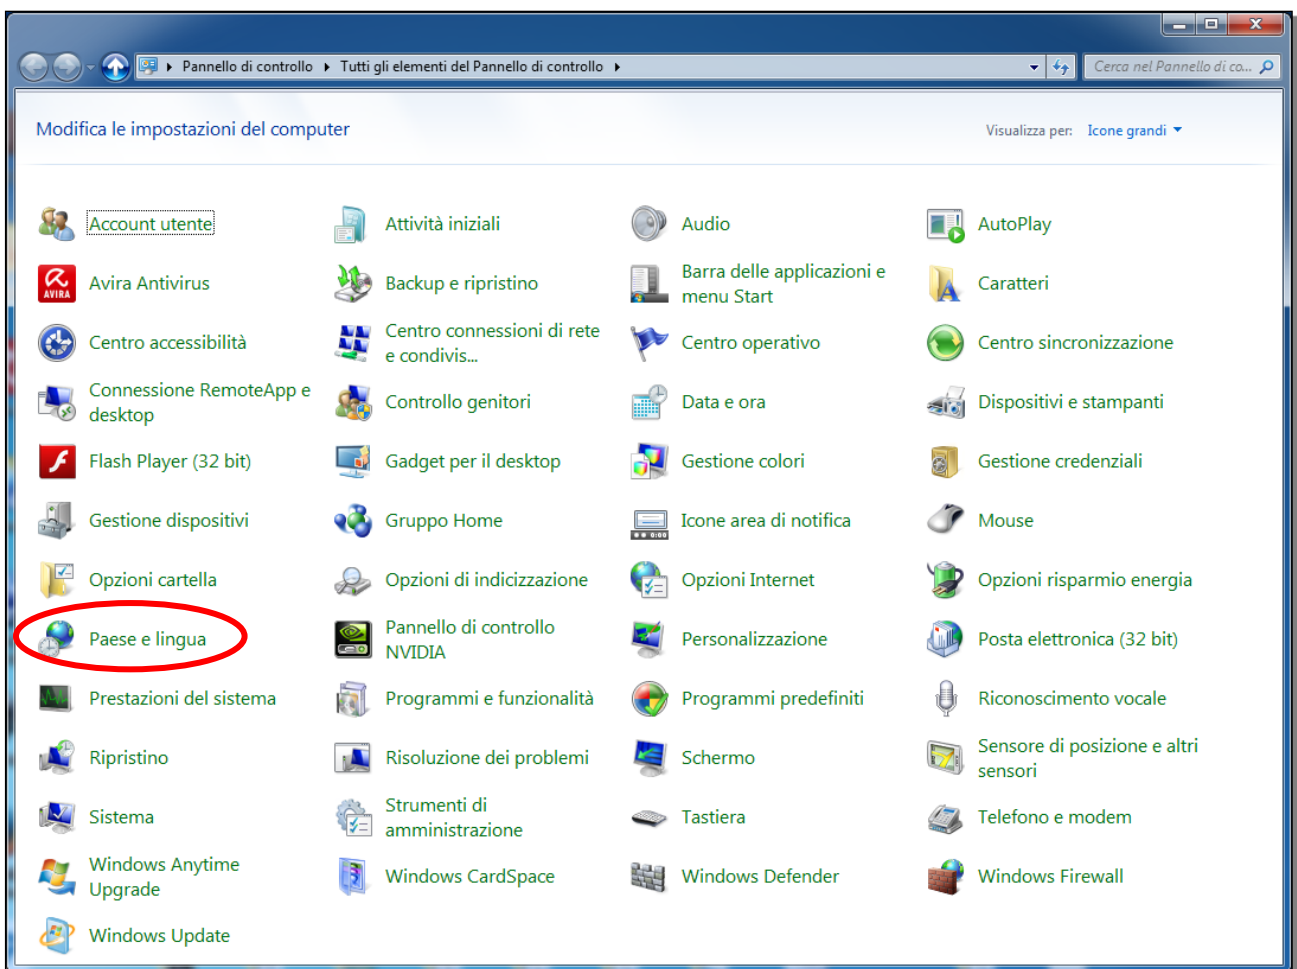 Pannello di controllo Tutti gli elementi del Pannello di controllo
Cerca nel Pannello di co...
Modifica le impostazioni del computer
Visualizza per: Icone grandi
Account utente
Attività iniziali
Audio
AutoPlay
AVIRA
Avira Antivirus
Backup e ripristino
Barra delle applicazioni e
menu Start
Caratteri
Centro accessibilità
Centro connessioni di rete
e condivis...
Centro operativo
Centro sincronizzazione
Connessione RemoteApp e
desktop
Controllo genitori
Data e ora
Dispositivi e stampanti
Flash Player (32 bit)
Gadget per il desktop
Gestione colori
Gestione credenziali
Gestione dispositivi
Gruppo Home
Icone area di notifica
Mouse
Opzioni cartella
Opzioni di indicizzazione
Opzioni Internet
Opzioni risparmio energia
Paese e lingua
Pannello di controllo
NVIDIA
Personalizzazione
Posta elettronica (32 bit)
Prestazioni del sistema
Programmi e funzionalità
Programmi predefiniti
Riconoscimento vocale
Ripristino
Risoluzione dei problemi
Schermo
Sensore di posizione e altri
sensori
Sistema
Strumenti di
amministrazione
Tastiera
Telefono e modem
Windows Anytime
Upgrade
Windows CardSpace
Windows Defender
Windows Firewall
Windows Update